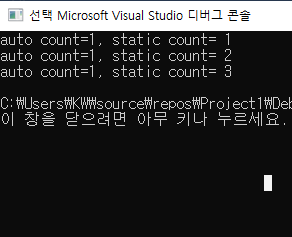 선택 Microsoft Visual Studio 디버그 콘솔
auto count=1, static count= 1
auto count=1, static count= 2
auto count=1, static count= 3
C:₩Users₩KW₩source₩repos₩Project1₩Deb
이 창을 닫으려면 아무 키나 누르세요.